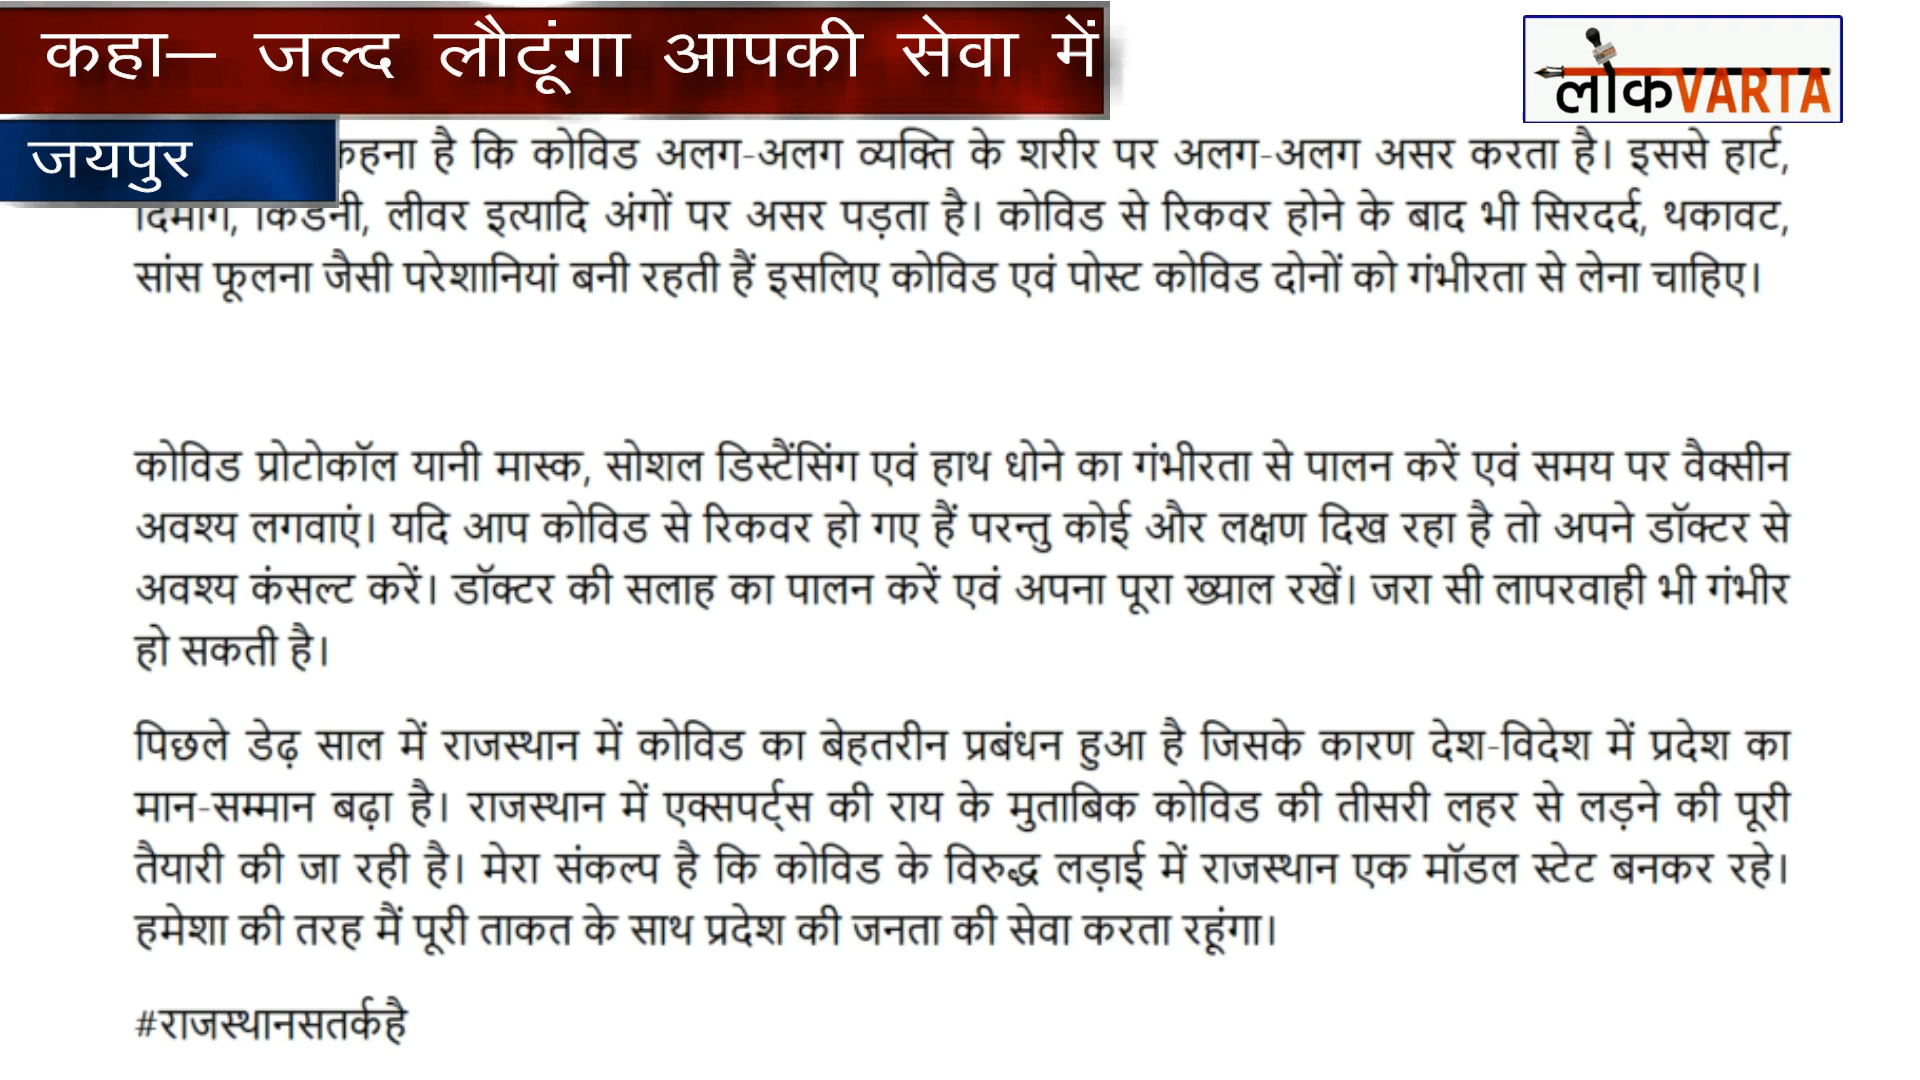 कहा– जल्द लौटूंगा आपकी सेवा में
लोकVARTA
जयपुर
कहना है कि कोविड अलग-अलग व्यक्ति के शरीर पर अलग-अलग असर करता है। इससे हार्ट,
दिमाग, किडनी, लीवर इत्यादि अंगों पर असर पड़ता है। कोविड से रिकवर होने के बाद भी सिरदर्द, थकावट,
सांस फूलना जैसी परेशानियां बनी रहती हैं इसलिए कोविड एवं पोस्ट कोविड दोनों को गंभीरता से लेना चाहिए।
कोविड प्रोटोकॉल यानी मास्क, सोशल डिस्टैंसिंग एवं हाथ धोने का गंभीरता से पालन करें एवं समय पर वैक्सीन
अवश्य लगवाएं। यदि आप कोविड से रिकवर हो गए हैं परन्तु कोई और लक्षण दिख रहा है तो अपने डॉक्टर से
अवश्य कंसल्ट करें। डॉक्टर की सलाह का पालन करें एवं अपना पूरा ख्याल रखें। जरा सी लापरवाही भी गंभीर
हो सकती है।
पिछले डेढ़ साल में राजस्थान में कोविड का बेहतरीन प्रबंधन हुआ है जिसके कारण देश-विदेश में प्रदेश का
मान-सम्मान बढ़ा है। राजस्थान में एक्सपर्ट्स की राय के मुताबिक कोविड की तीसरी लहर से लड़ने की पूरी
तैयारी की जा रही है। मेरा संकल्प है कि कोविड के विरुद्ध लड़ाई में राजस्थान एक मॉडल स्टेट बनकर रहे।
हमेशा की तरह मैं पूरी ताकत के साथ प्रदेश की जनता की सेवा करता रहूंगा।
#राजस्थानसतर्कहै